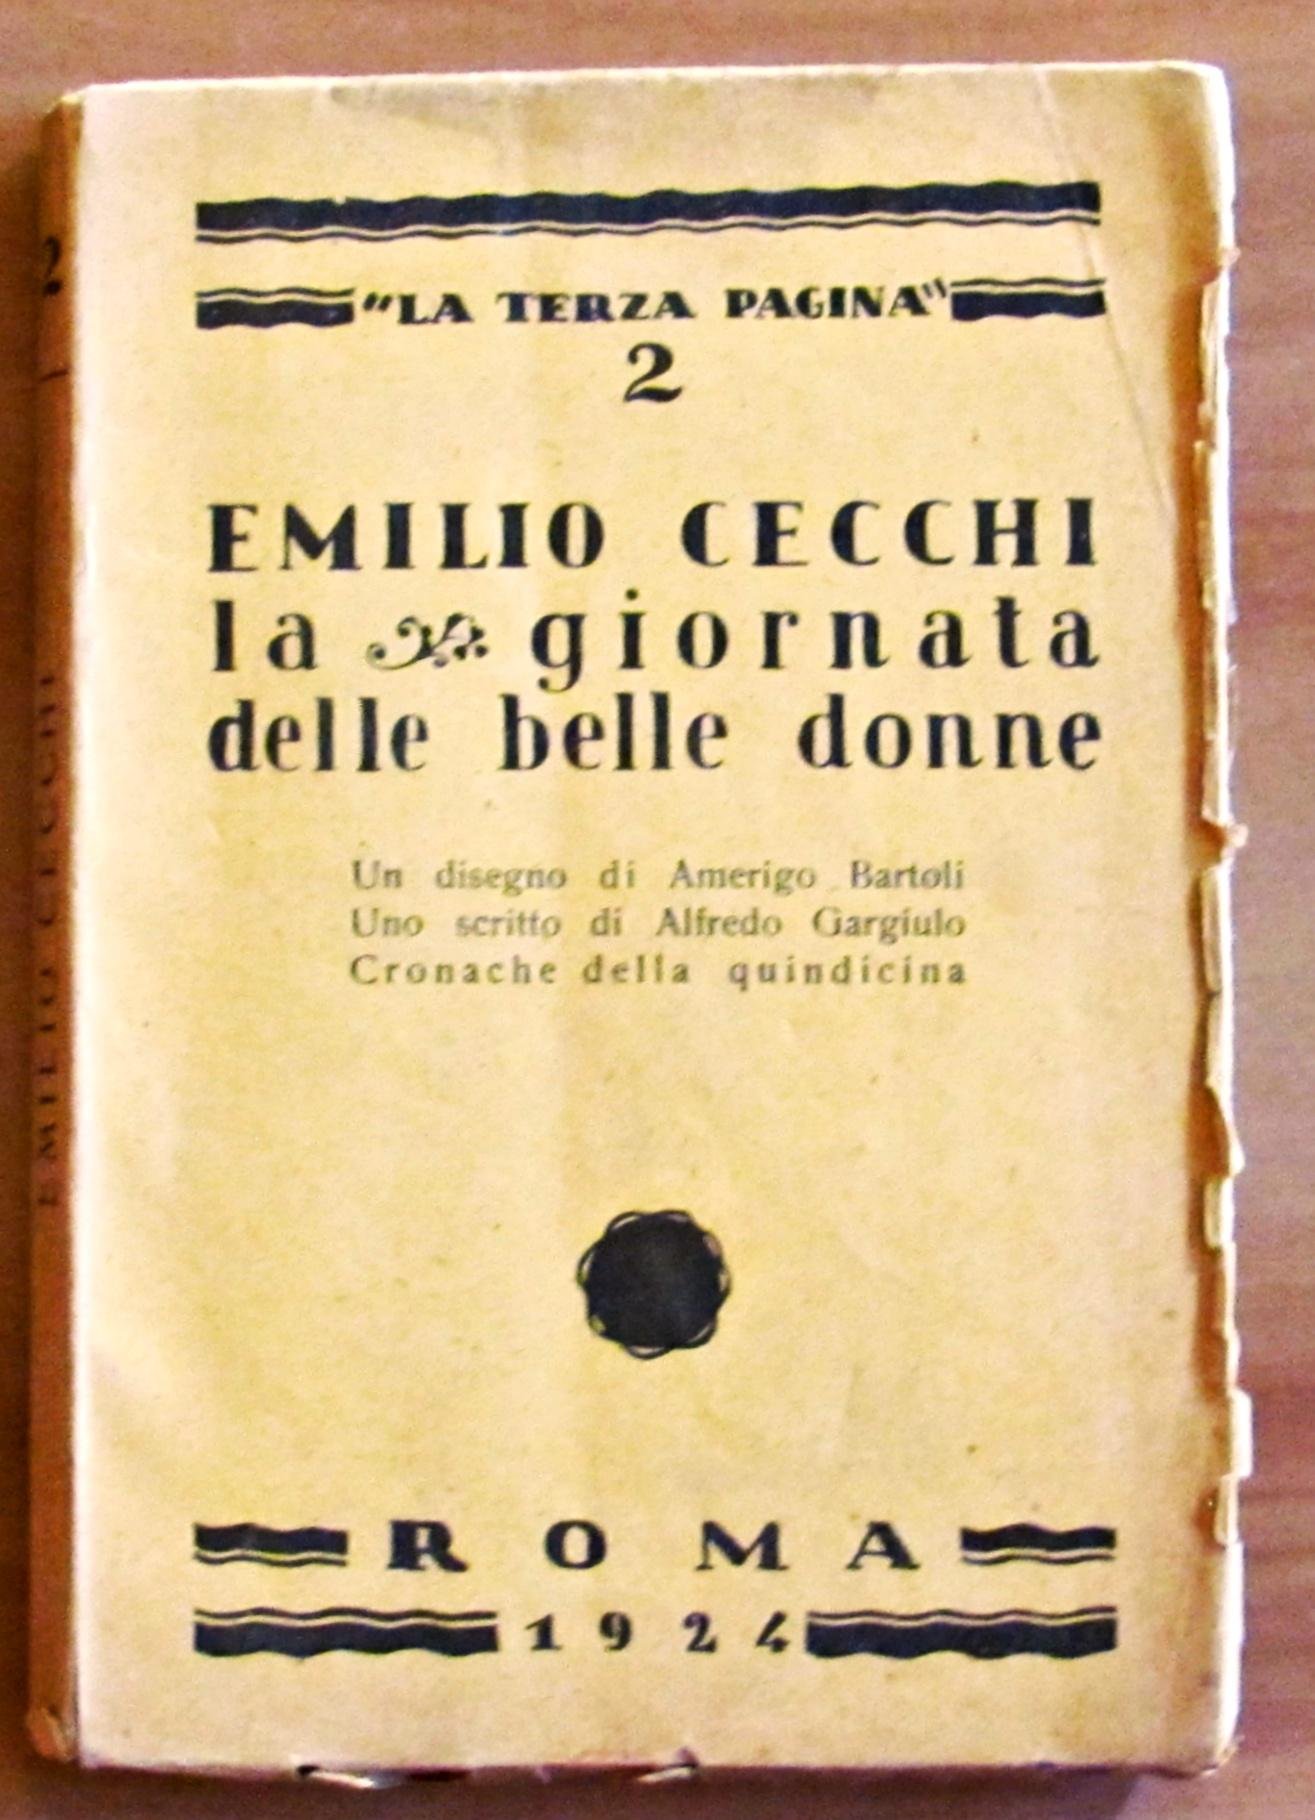 "LA TERZA PAGINA"
2
EMILIO CECCHI
la giornata
delle belle donne
Un disegno di Amerigo Bartoli
Uno scritto di Alfredo Gargiulo
Cronache della quindicina
ROMA
1924
2
EMILIO CECCHI